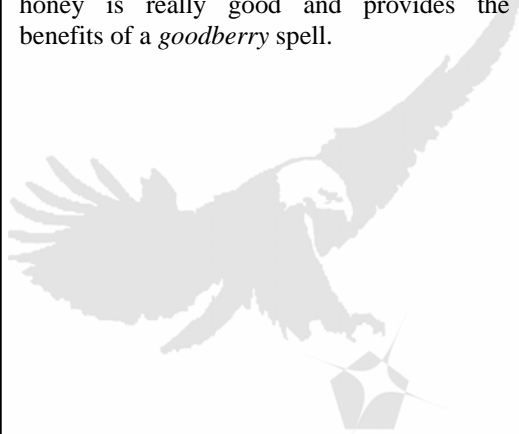 honey is really good and provides the
benefits of a goodberry spell.